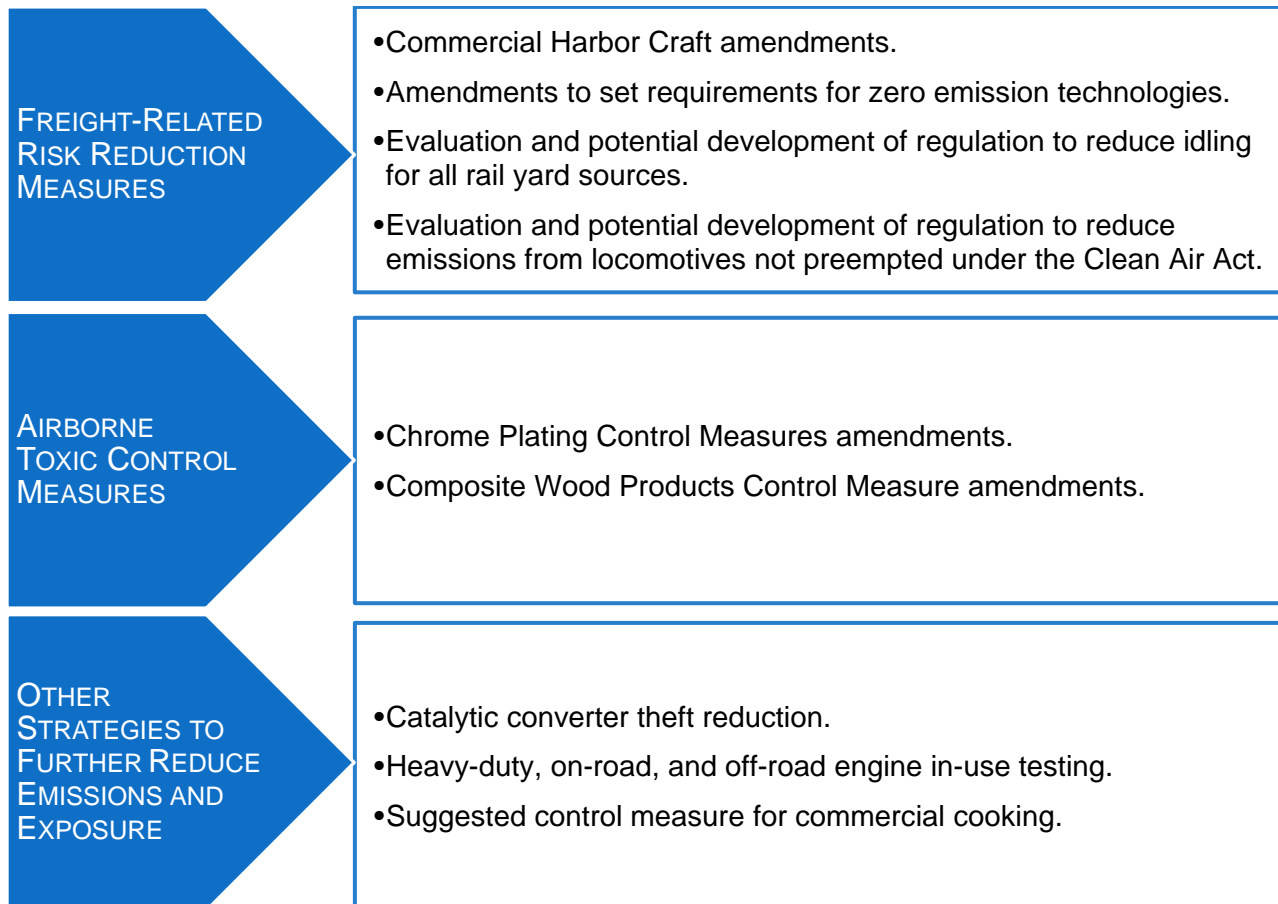 FREIGHT-RELATED
RISK REDUCTION
MEASURES
•Commercial Harbor Craft amendments.
•Amendments to set requirements for zero emission technologies.
•Evaluation and potential development of regulation to reduce idling
for all rail yard sources.
•Evaluation and potential development of regulation to reduce
emissions from locomotives not preempted under the Clean Air Act.
AIRBORNE
TOXIC CONTROL
MEASURES
•Chrome Plating Control Measures amendments.
•Composite Wood Products Control Measure amendments.
OTHER
STRATEGIES TO
FURTHER REDUCE
EMISSIONS AND
EXPOSURE
•Catalytic converter theft reduction.
•Heavy-duty, on-road, and off-road engine in-use testing.
•Suggested control measure for commercial cooking.